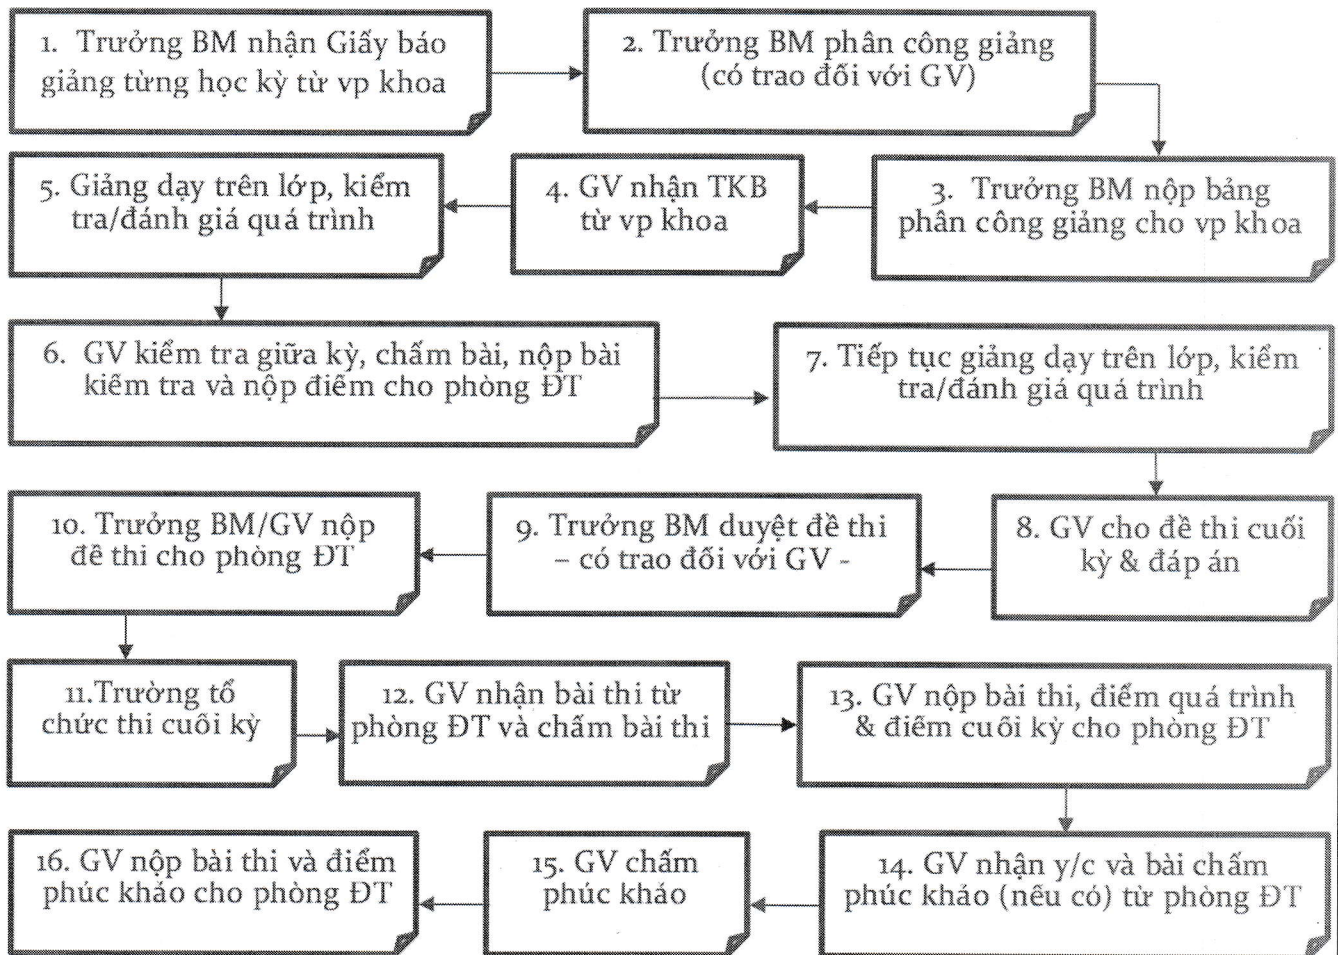 1. Trưởng BM nhận Giấy báo
giảng từng học kỳ từ vp khoa
2. Trưởng BM phân công giảng
(có trao đổi với GV)
3. Trưởng BM nộp bảng
phân công giảng cho vp khoa
4. GV nhận TKB
từ vp khoa
5. Giảng dạy trên lớp, kiểm
tra/đánh giá quá trình
6. GV kiểm tra giữa kỳ, chấm bài, nộp bài
kiểm tra và nộp điểm cho phòng ĐT
7. Tiếp tục giảng dạy trên lớp, kiểm
tra/đánh giá quá trình
8. GV cho đề thi cuối
kỳ & đáp án
9. Trưởng BM duyệt đề thi
– có trao đổi với GV -
10. Trưởng BM/GV nộp
đề thi cho phòng ĐT
11.Trường tổ
chức thi cuối kỳ
12. GV nhận bài thi từ
phòng ĐT và chấm bài thi
13. GV nộp bài thi, điểm quá trình
& điểm cuối kỳ cho phòng ĐT
14. GV nhận y/c và bài chấm
phúc khảo (nếu có) từ phòng ĐT
15. GV chấm
phúc khảo
16. GV nộp bài thi và điểm
phúc khảo cho phòng ĐT